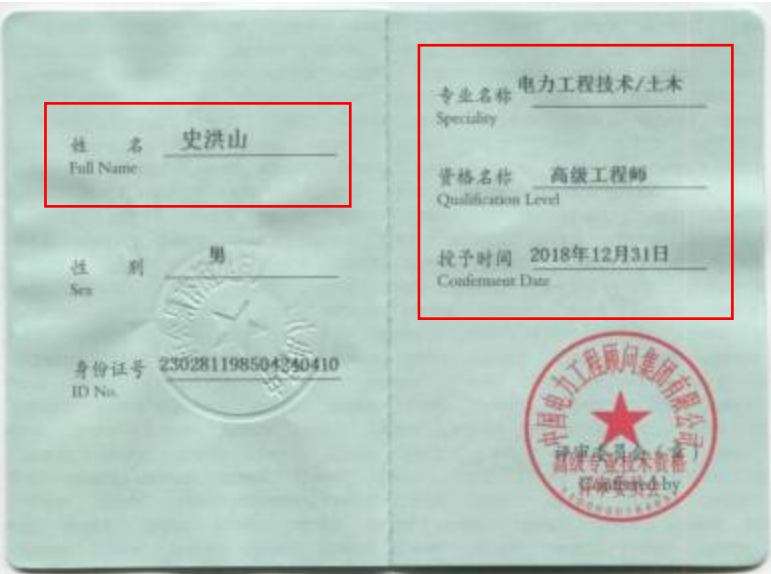 姓 名 史洪山
Full Name
性 别 男
Sex
身份证号 230281198504240410
ID No.
专业名称 电力工程技术/土木
Speciality
资格名称 高级工程师
Qualification Level
授予时间 2018年12月31日
Conferment Date
中国电力工程顾问集团有限公司
评审委员会(章)
高级专业技术资格
评审委员会
Conferred by